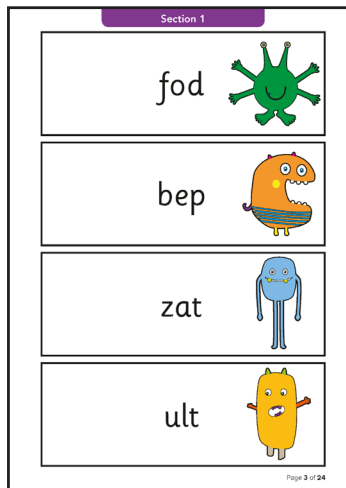 Section 1
fod
bep
zat
ult
Page 3 of 24